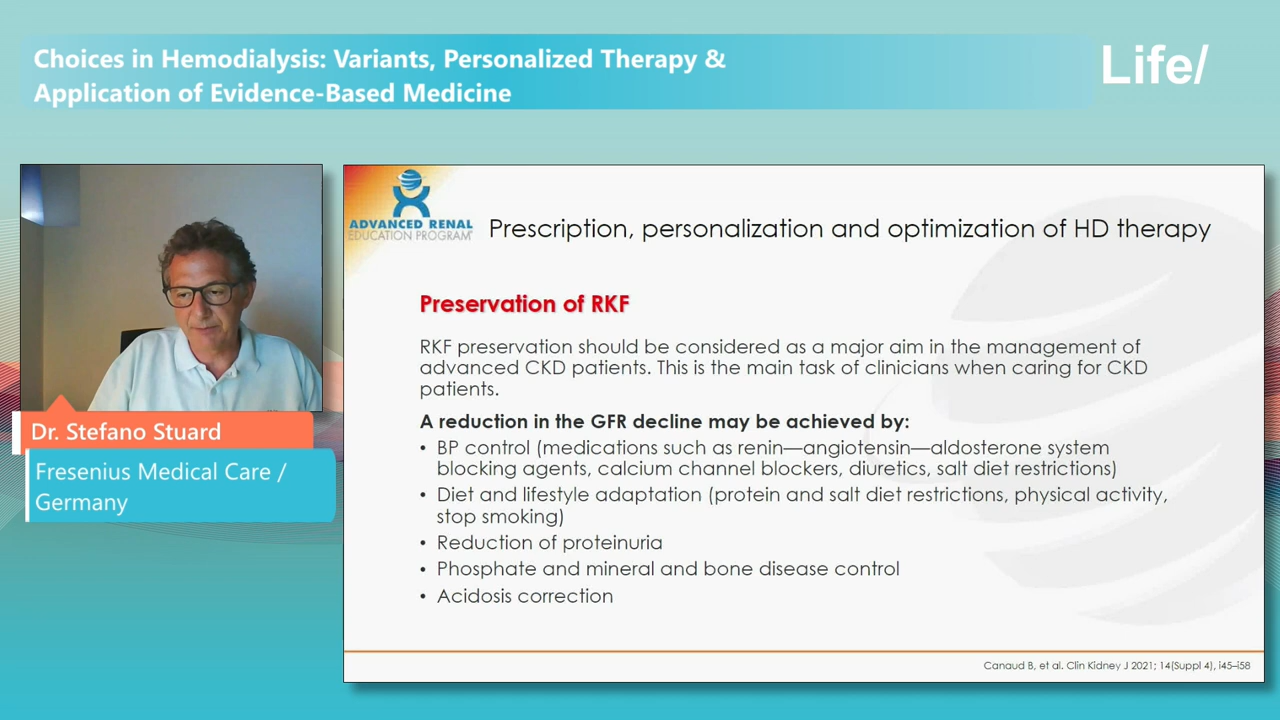 Choices in Hemodialysis: Variants, Personalized Therapy &
Application of Evidence-Based Medicine
Life/
Dr. Stefano Stuard
Fresenius Medical Care /
Germany
ADVANCED RENAL
EDUCATION PROGRAM
Prescription, personalization and optimization of HD therapy
Preservation of RKF
RKF preservation should be considered as a major aim in the management of
advanced CKD patients. This is the main task of clinicians when caring for CKD
patients.
A reduction in the GFR decline may be achieved by:
• BP control (medications such as renin—angiotensin—aldosterone system
blocking agents, calcium channel blockers, diuretics, salt diet restrictions)
• Diet and lifestyle adaptation (protein and salt diet restrictions, physical activity,
stop smoking)
• Reduction of proteinuria
• Phosphate and mineral and bone disease control
• Acidosis correction
Canaud B, et al. Clin Kidney J 2021; 14(Suppl 4), i45–i58